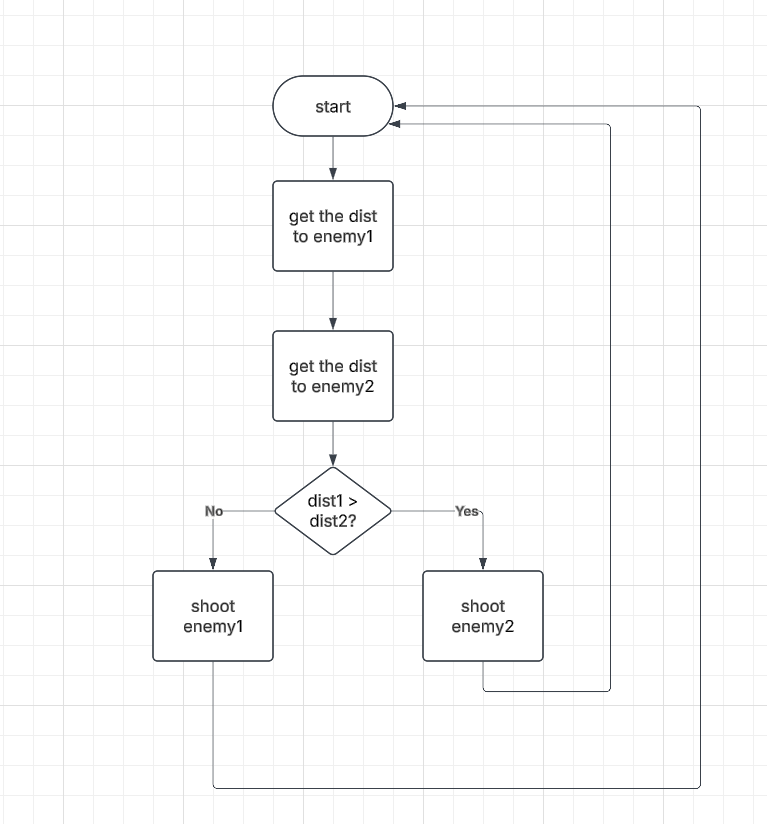 start
get the dist
to enemy1
get the dist
to enemy2
dist1 >
dist2?
No
Yes
shoot
enemy1
shoot
enemy2